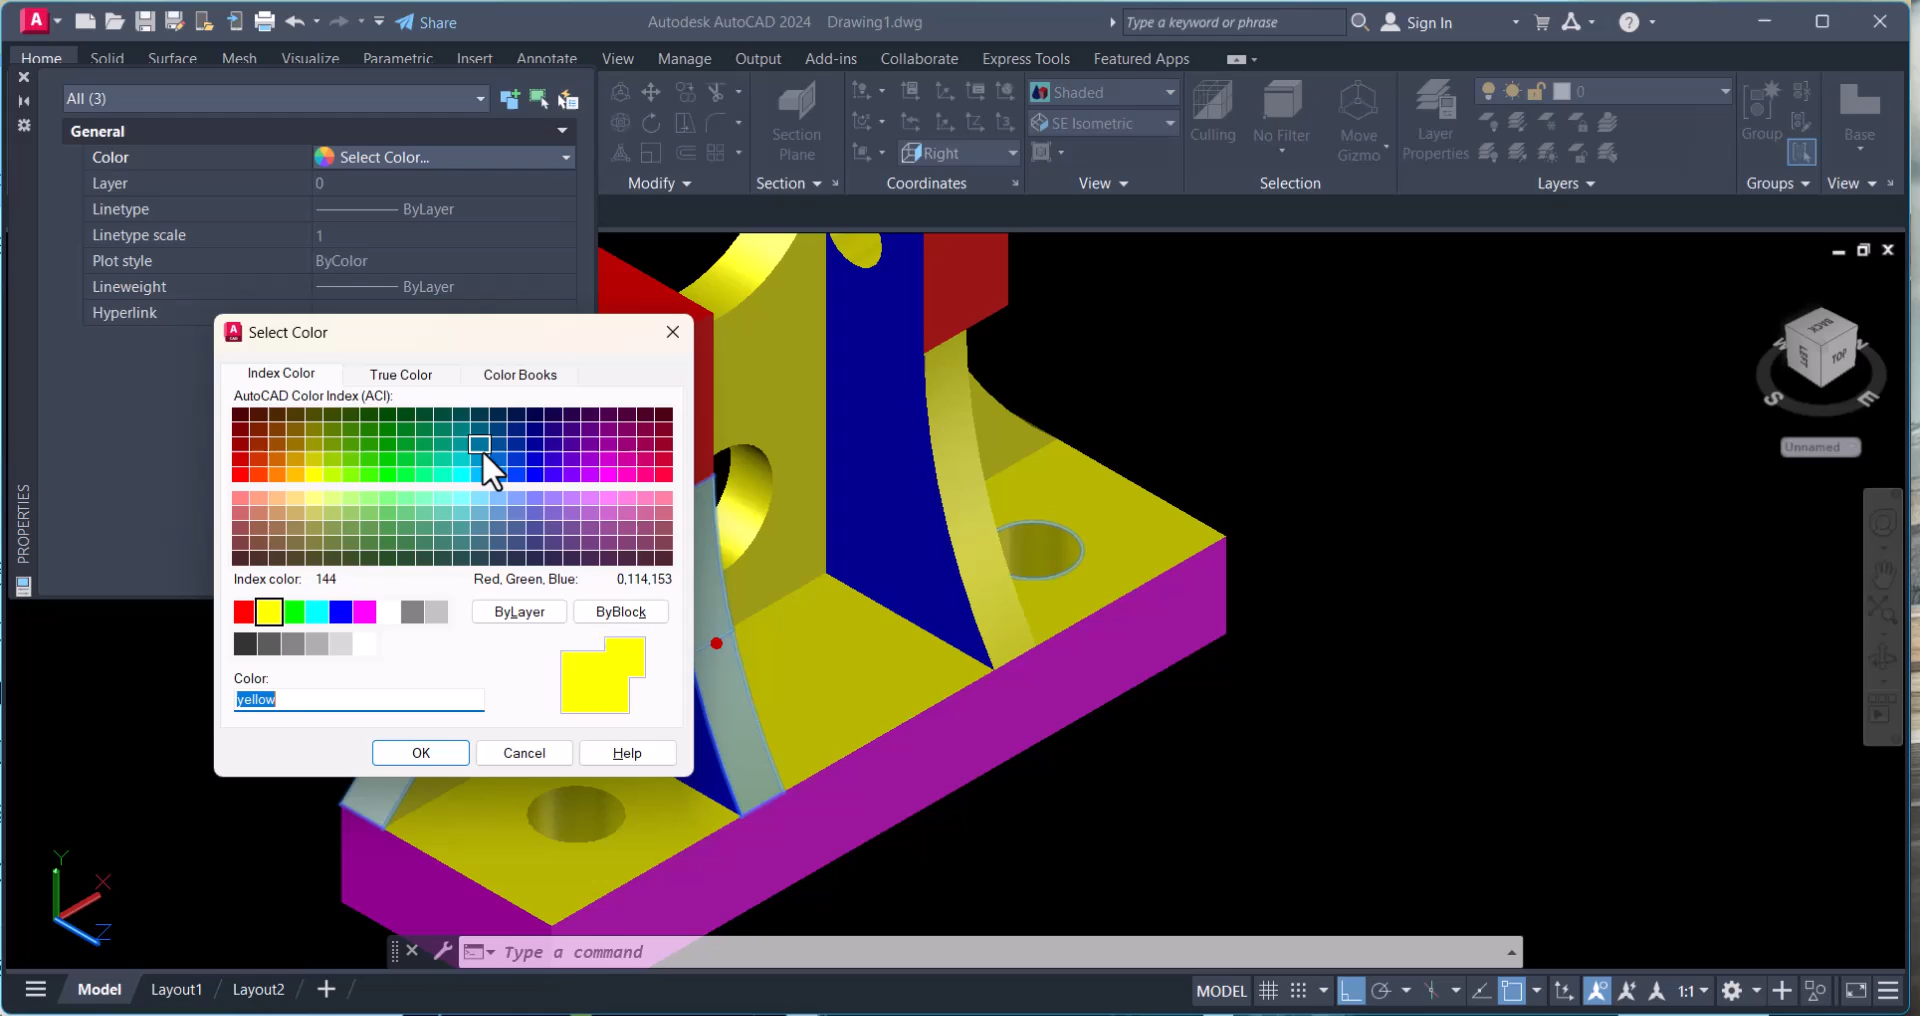 A
Share
Autodesk AutoCAD 2024 Drawing1.dwg
Type a keyword or phrase
Sign In
?
Home Solid Surface Mesh Visualize Parametric Insert Annotate View Manage Output Add-ins Collaborate Express Tools Featured Apps
All (3)
General
Color Select Color...
Layer 0
Linetype ByLayer
Linetype scale 1
Plot style ByColor
Lineweight ByLayer
Hyperlink
PROPERTIES
Modify
Section
Plane
Section
Right
Coordinates
Shaded
SE Isometric
View
Culling
No Filter
Move
Gizmo
Selection
Layer
Properties
0
Layers
Group
Groups
Base
View
Select Color
Index Color True Color Color Books
AutoCAD Color Index (ACI):
Index color: 144 Red, Green, Blue: 0,114,153
ByLayer ByBlock
Color:
yellow
OK Cancel Help
BACK
LEFT
TOP
W
N
S
E
Unnamed
Y
X
Z
Type a command
Model Layout1 Layout2
MODEL
1:1